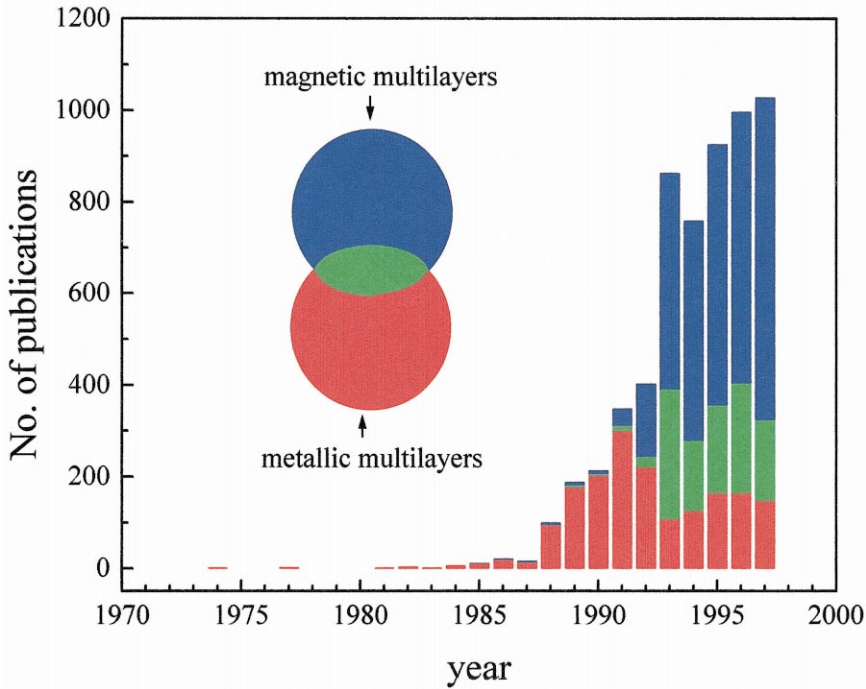 1200
1000
800
600
400
200
0
No. of publications
magnetic multilayers
metallic multilayers
1970 1975 1980 1985 1990 1995 2000
year